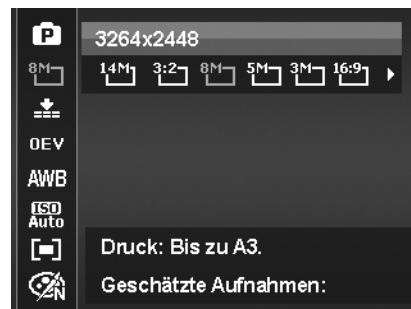 P
3264x2448
8M
14M 3:2 8M 5M 3M 16:9
0EV
AWB
ISO
Auto
Druck: Bis zu A3.
N
Geschätzte Aufnahmen: